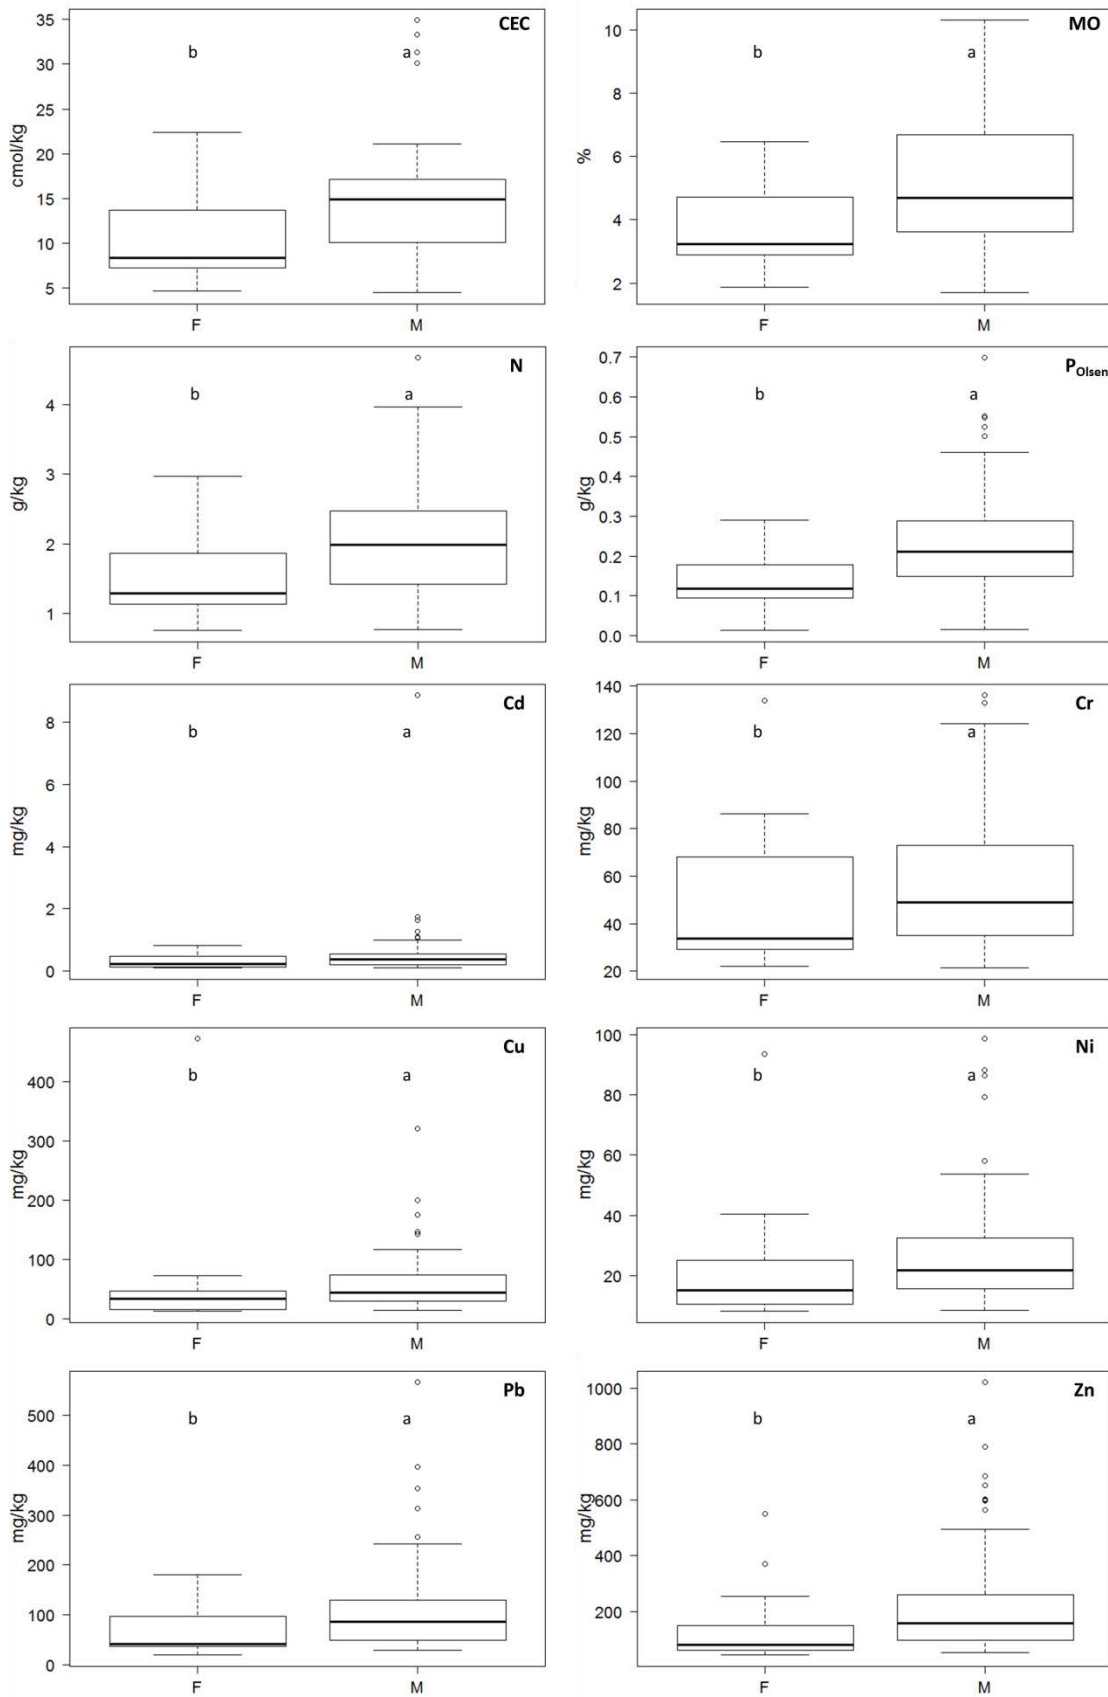 CEC
b
a
35
30
25
20
15
10
5
cmol/kg
F
M
MO
b
a
10
8
6
4
2
%
F
M
N
b
a
4
3
2
1
g/kg
F
M
P Olsen
b
a
0.7
0.6
0.5
0.4
0.3
0.2
0.1
0.0
g/kg
F
M
Cd
b
a
8
6
4
2
0
mg/kg
F
M
Cr
b
a
140
120
100
80
60
40
20
mg/kg
F
M
Cu
b
a
400
300
200
100
0
mg/kg
F
M
Ni
b
a
100
80
60
40
20
mg/kg
F
M
Pb
b
a
500
400
300
200
100
0
mg/kg
F
M
Zn
b
a
1000
800
600
400
200
mg/kg
F
M